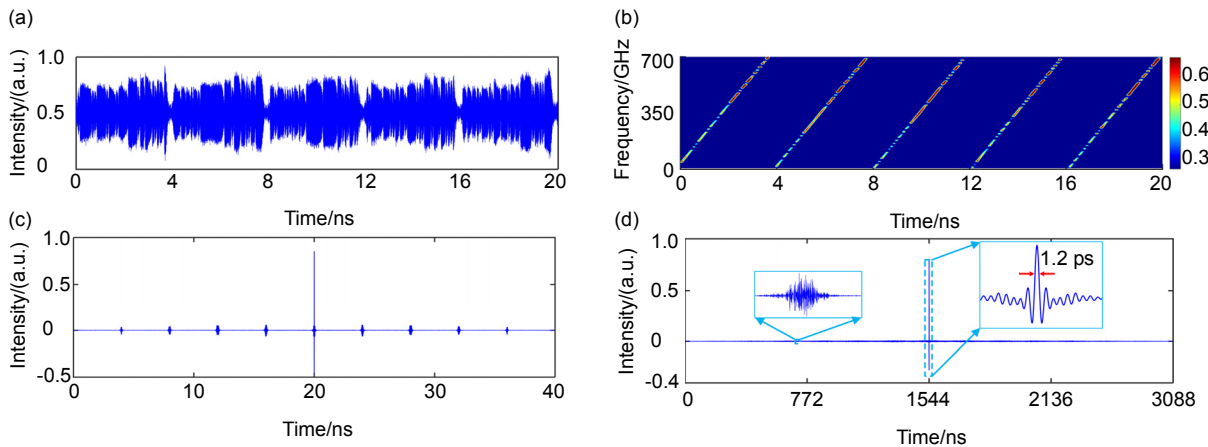 (a)
Intensity/(a.u.)
1.0
0.5
0
0 4 8 12 16 20
Time/ns
(b)
Frequency/GHz
700
350
0
0 4 8 12 16 20
0.6
0.5
0.4
0.3
Time/ns
(c)
Intensity/(a.u.)
1.0
0.5
0
-0.5
0 10 20 30 40
Time/ns
(d)
Intensity/(a.u.)
1.0
0.5
0
-0.4
1.2 ps
0 772 1544 2136 3088
Time/ns